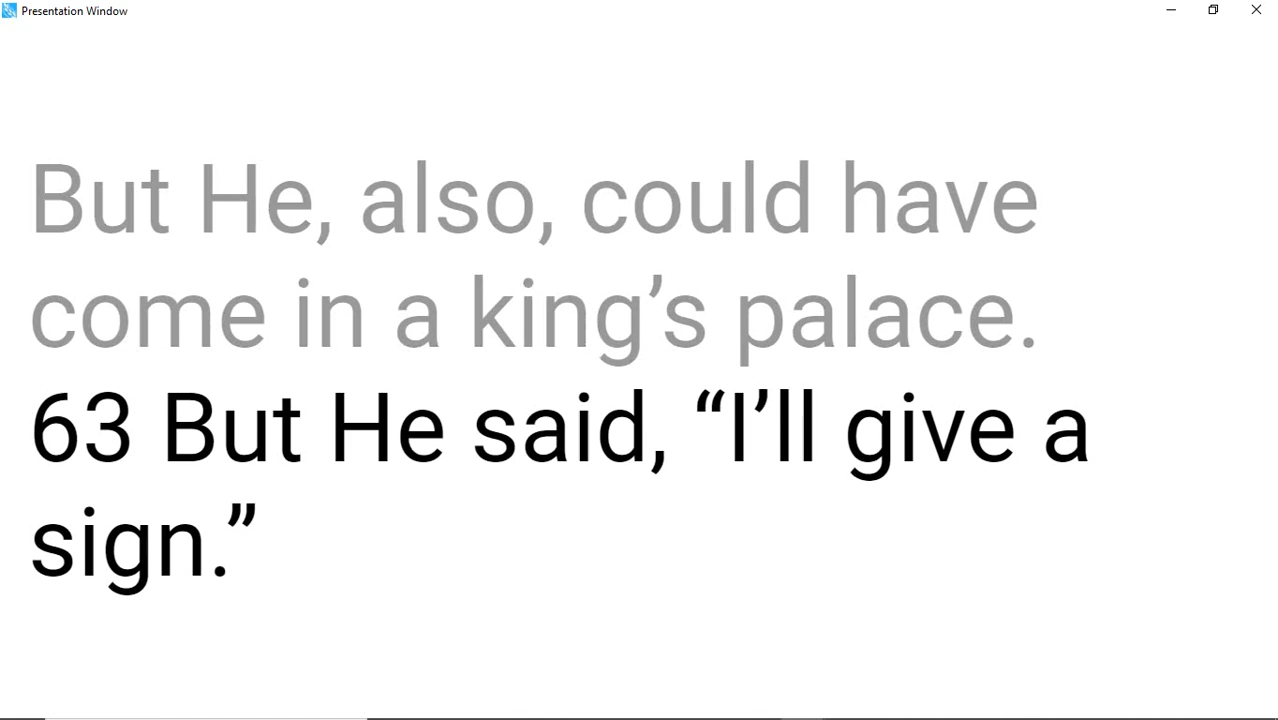 Presentation Window
But He, also, could have
come in a king’s palace.
63 But He said, “I’ll give a
sign.”